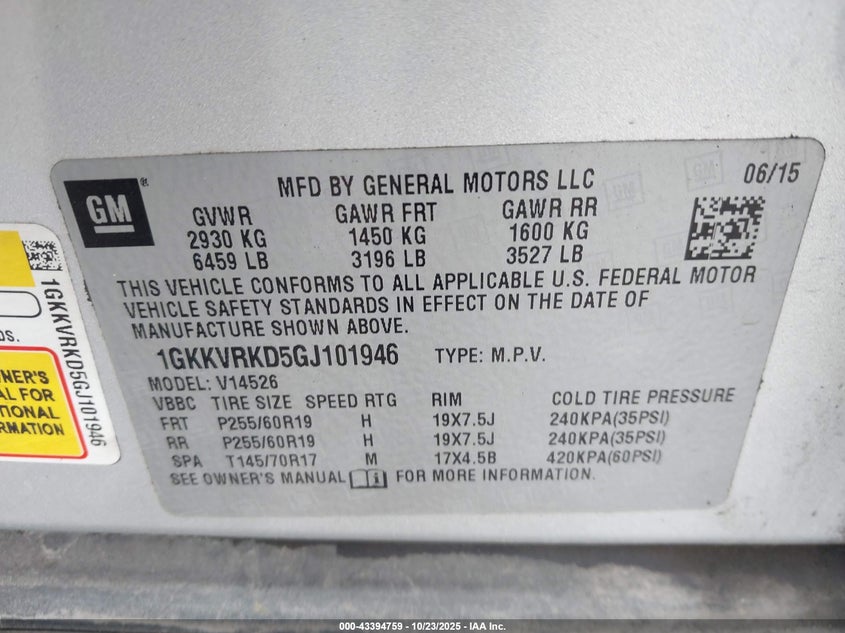 GM
®
MFD BY GENERAL MOTORS LLC
06/15
GVWR GAWR FRT GAWR RR
2930 KG 1450 KG 1600 KG
6459 LB 3196 LB 3527 LB
THIS VEHICLE CONFORMS TO ALL APPLICABLE U.S. FEDERAL MOTOR
VEHICLE SAFETY STANDARDS IN EFFECT ON THE DATE OF
MANUFACTURE SHOWN ABOVE.
1GKKVRKD5GJ101946 TYPE: M.P.V.
MODEL: V14526
VBBC TIRE SIZE SPEED RTG RIM COLD TIRE PRESSURE
FRT P255/60R19 H 19X7.5J 240KPA(35PSI)
RR P255/60R19 H 19X7.5J 240KPA(35PSI)
SPA T145/70R17 M 17X4.5B 420KPA(60PSI)
SEE OWNER'S MANUAL FOR MORE INFORMATION.
1GKKVRKD5GJ101946
000-43394759 | 10/23/2025 - IAA Inc.